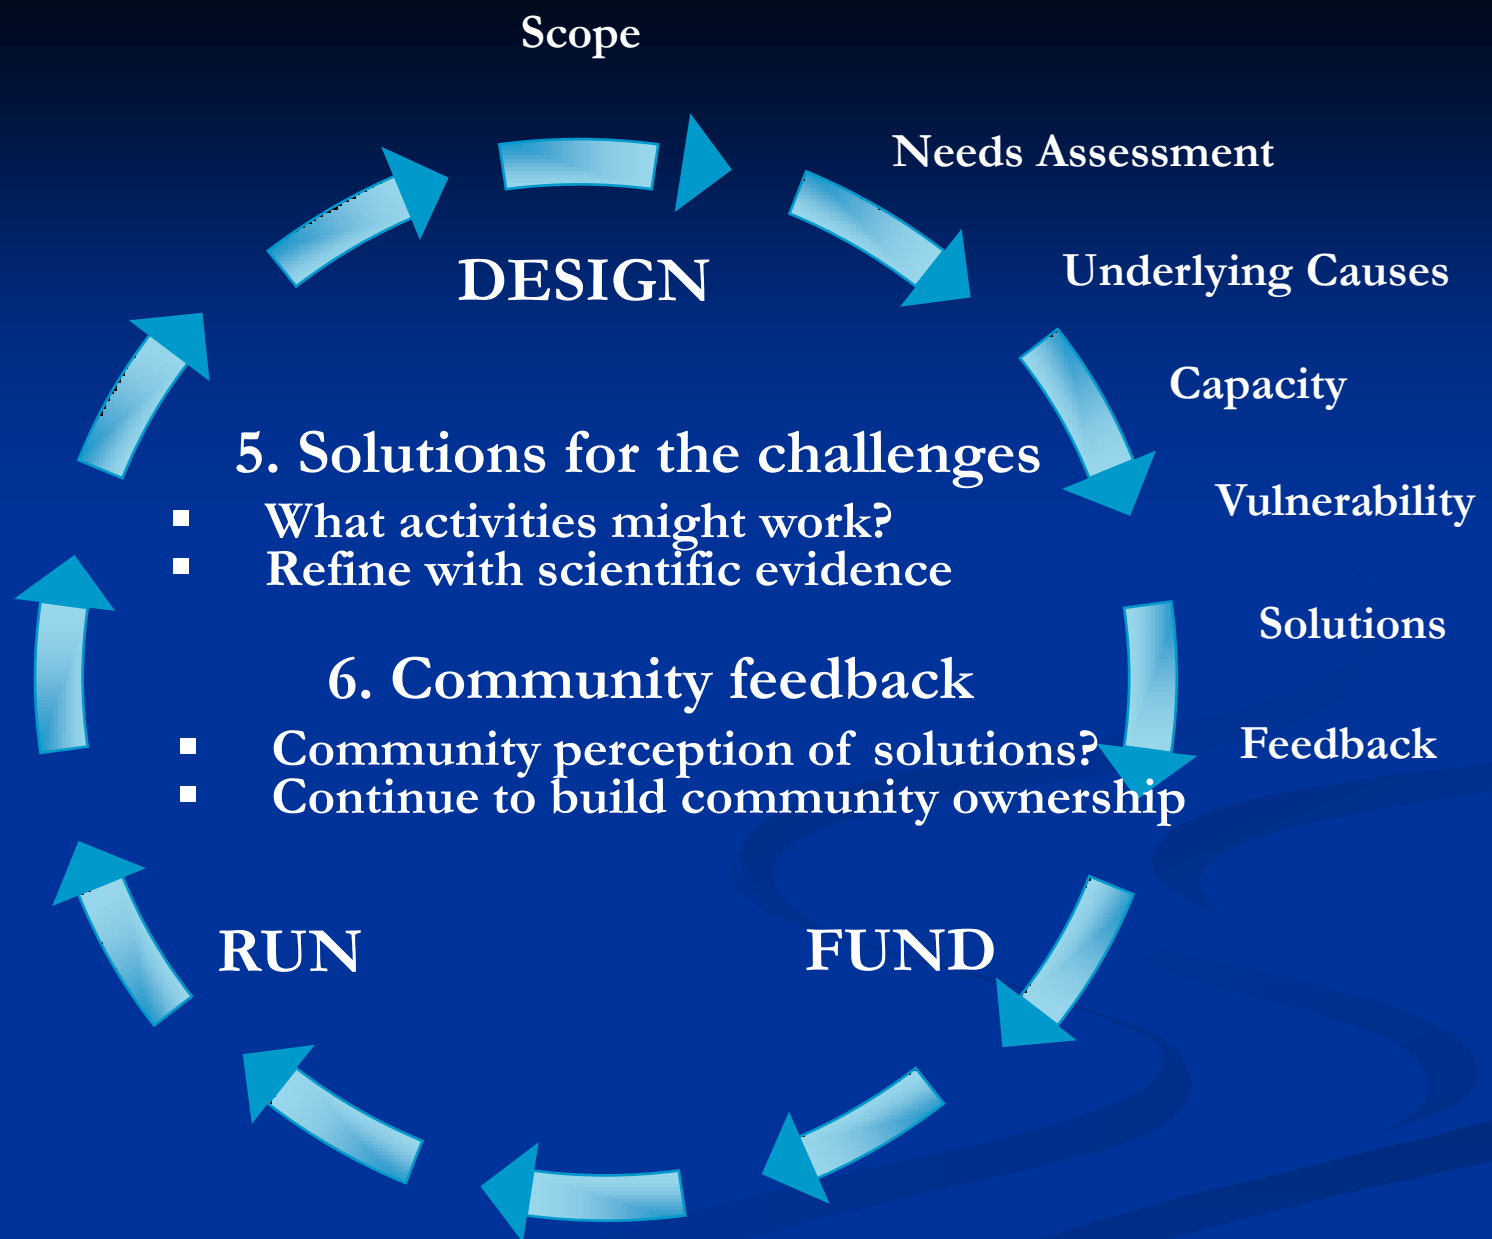 Scope
Needs Assessment
DESIGN
Underlying Causes
Capacity
5. Solutions for the challenges
Vulnerability
What activities might work?
Refine with scientific evidence
Solutions
6. Community feedback
Feedback
Community perception of solutions?
Continue to build community ownership
RUN
FUND